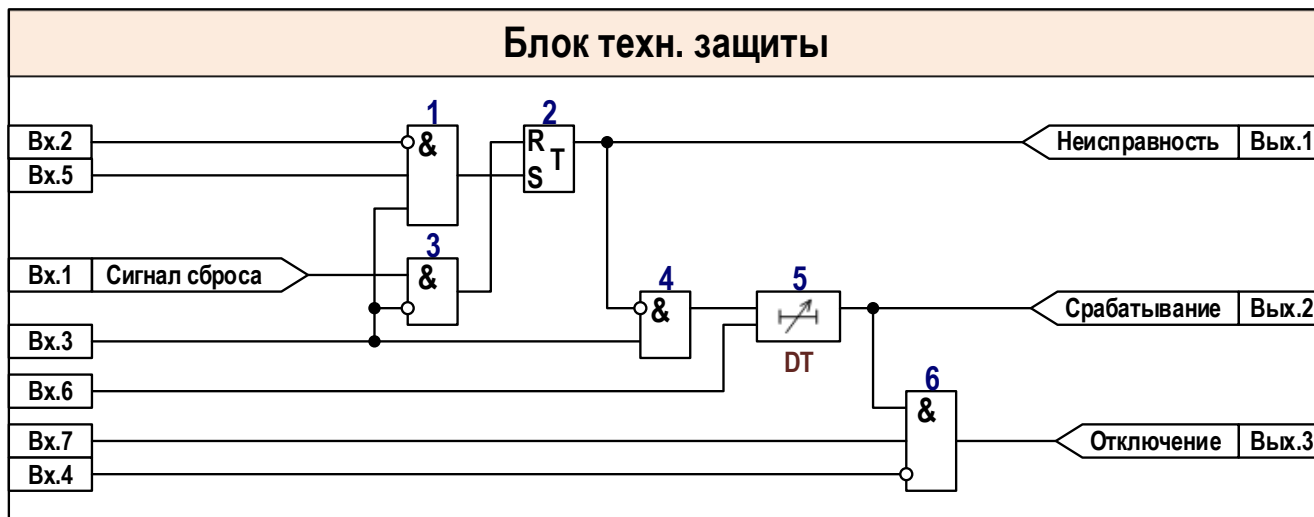 Блок техн. защиты
1
2
Вх.2
&
R
T
Неисправность
Вых.1
Вх.5
S
3
Вх.1
Сигнал сброса
&
4
5
&
Срабатывание
Вых.2
Вх.3
DT
6
Вх.6
&
Вх.7
Отключение
Вых.3
Вх.4